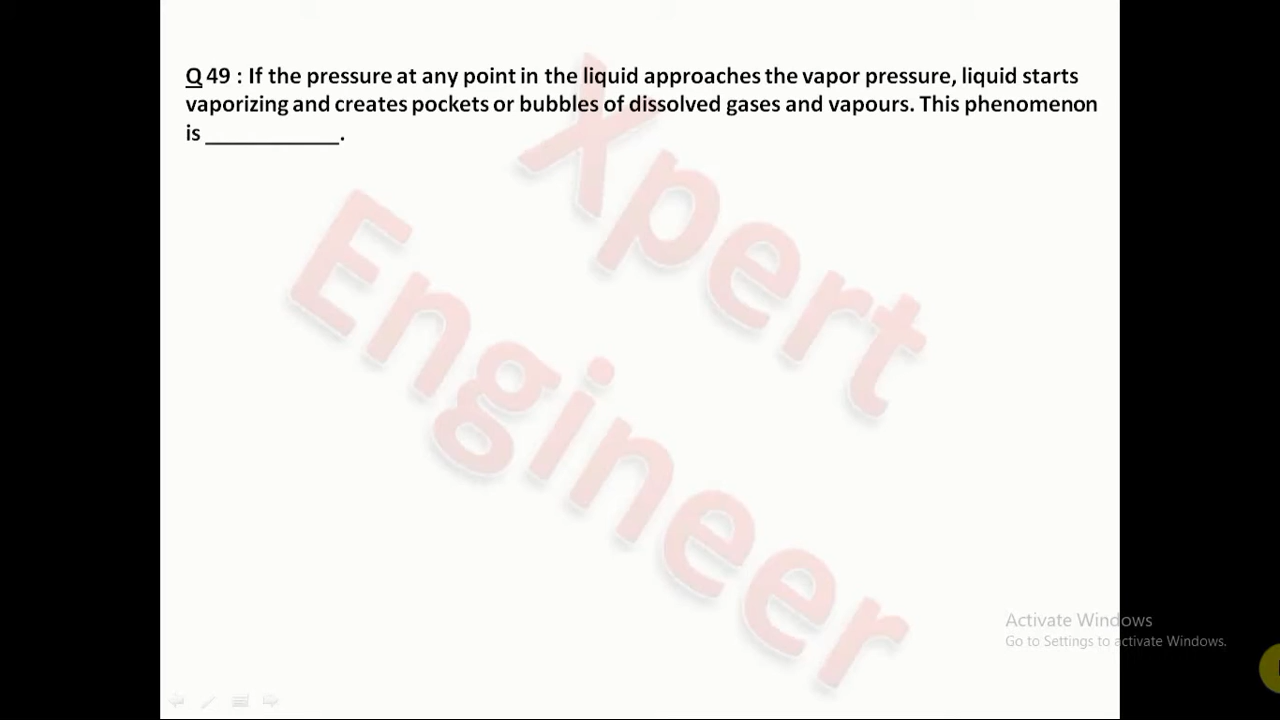 Q 49 : If the pressure at any point in the liquid approaches the vapor pressure, liquid starts
vaporizing and creates pockets or bubbles of dissolved gases and vapours. This phenomenon
is ___________.
Xpert
Engineer
Activate Windows
Go to Settings to activate Windows.